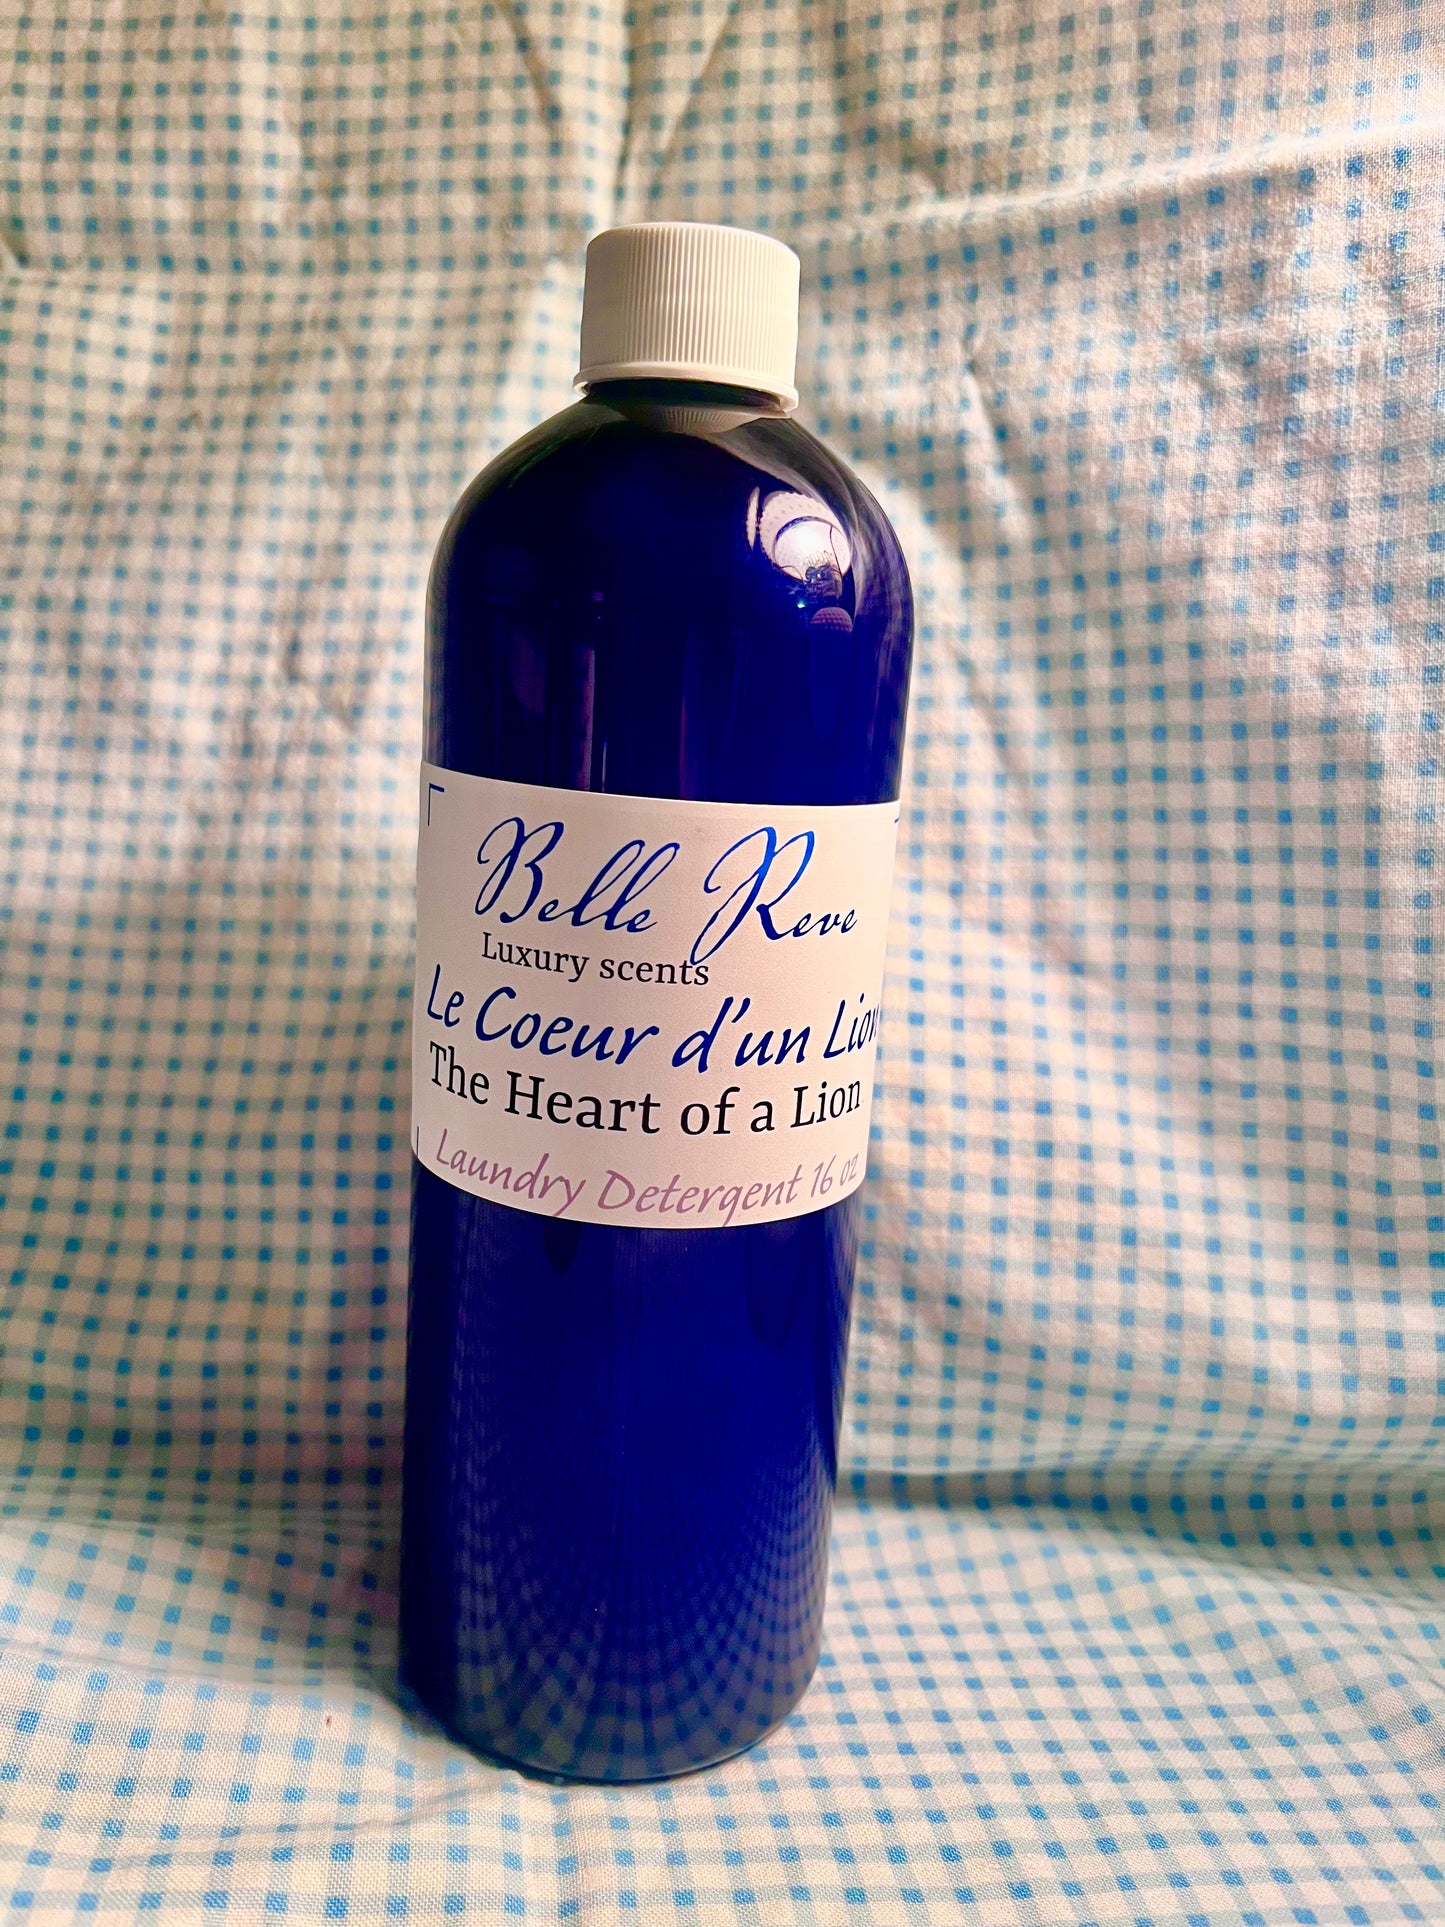 Belle Reve
Luxury scents
Le Coeur d'un Lion
The Heart of a Lion
Laundry Detergent 16 oz